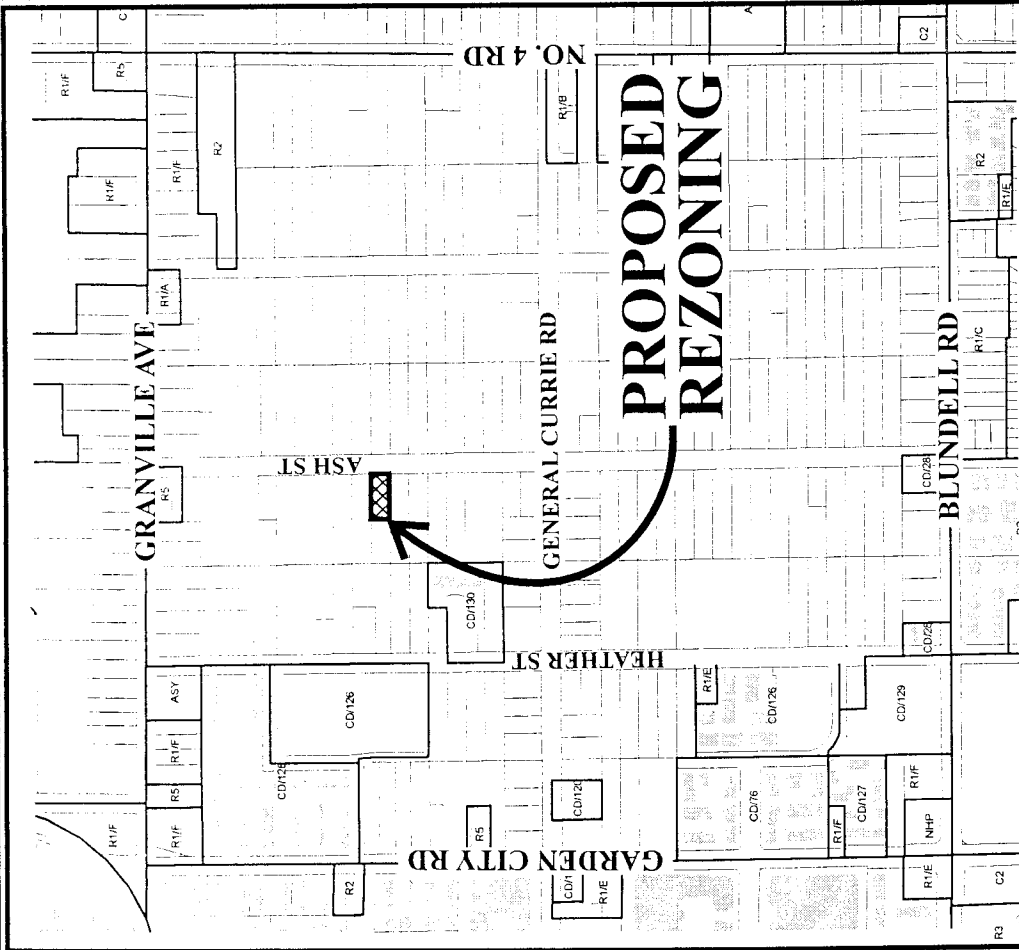 C
A
NO. 4 RD
R1/F
R5
C2
R1/F
R1/F
R2
R1/B
R2
R1/E
R1/A
PROPOSED
REZONING
GRANVILLE AVE
R1/C
R5
ASH ST
GENERAL CURRIE RD
CD/28
BLUNDELL RD
CD/130
HEATHER ST
ASY
CD/126
R1/E
CD/126
CD/129
R1/F
R5
CD/120
CD/76
CD/127
R1/F
R1/F
R1/F
R5
R1/F
NHP
GARDEN CITY RD
R2
R1/E
R1/E
C2
R3